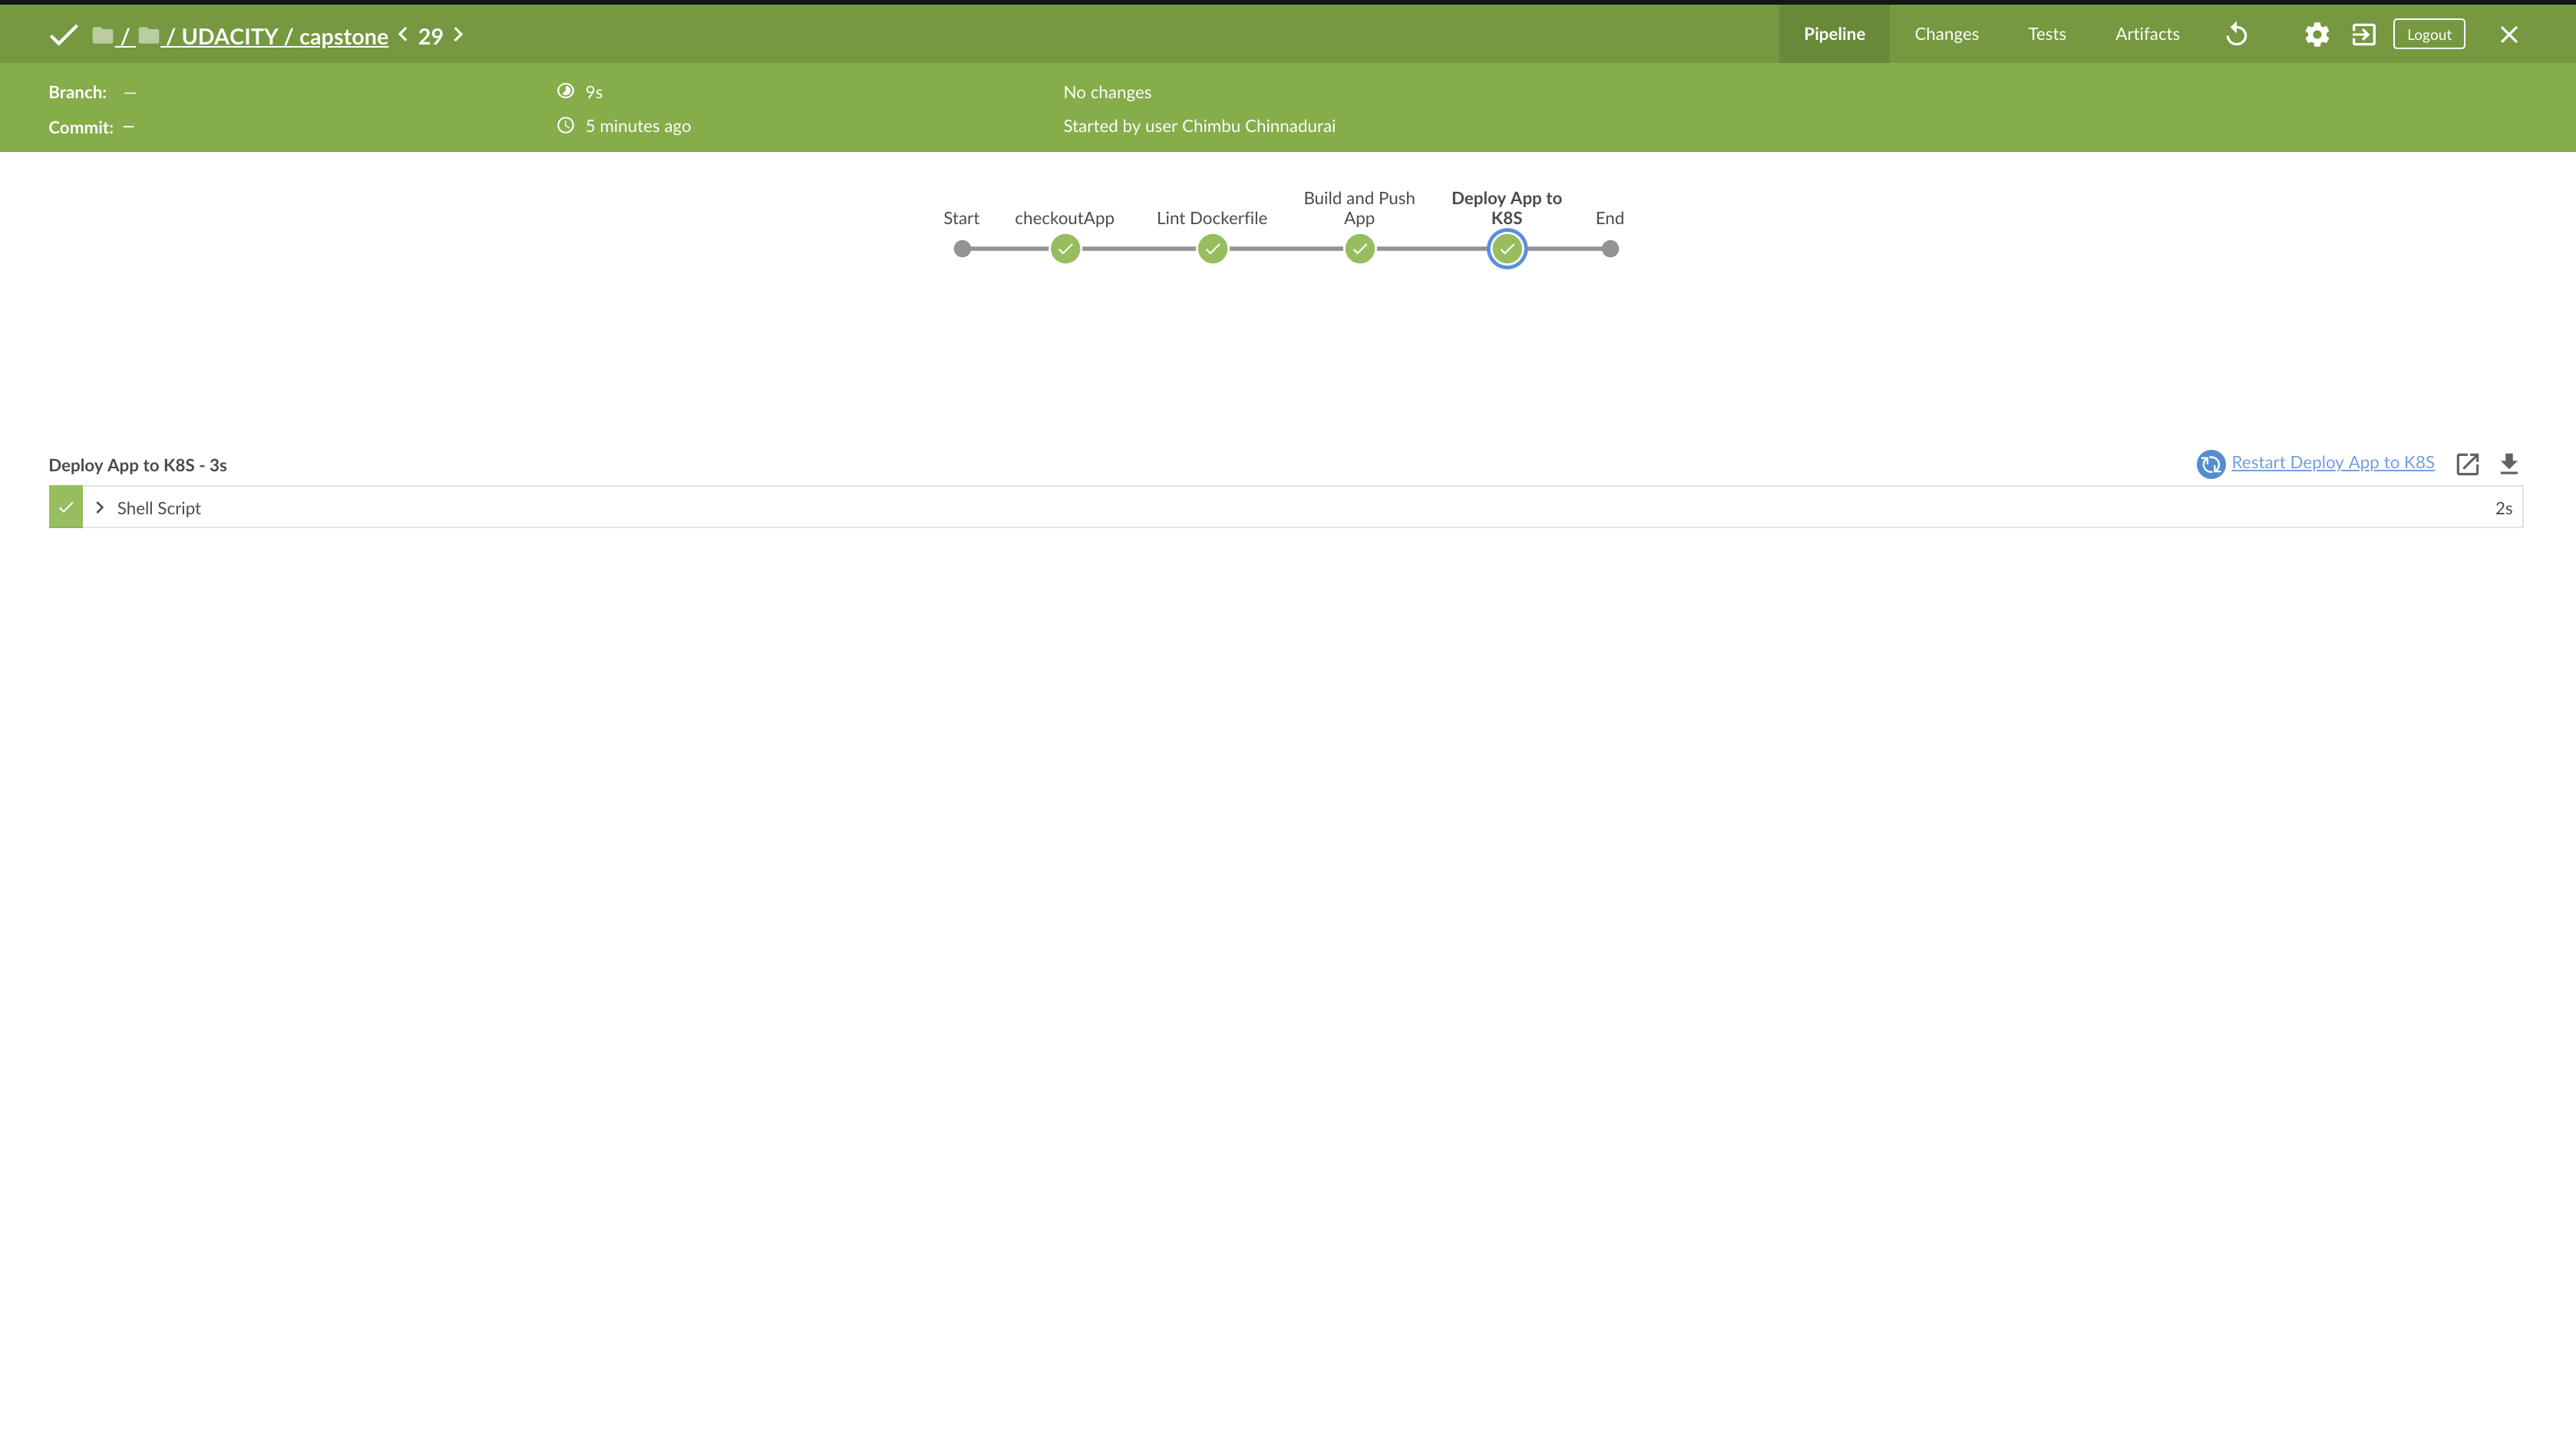 / / UDACITY / capstone 29 Pipeline Changes Tests Artifacts Logout
Branch: — 9s No changes
Commit: — 5 minutes ago Started by user Chimbu Chinnadurai
Start checkoutApp Lint Dockerfile Build and Push App Deploy App to K8S End
Deploy App to K8S - 3s Restart Deploy App to K8S
Shell Script 2s